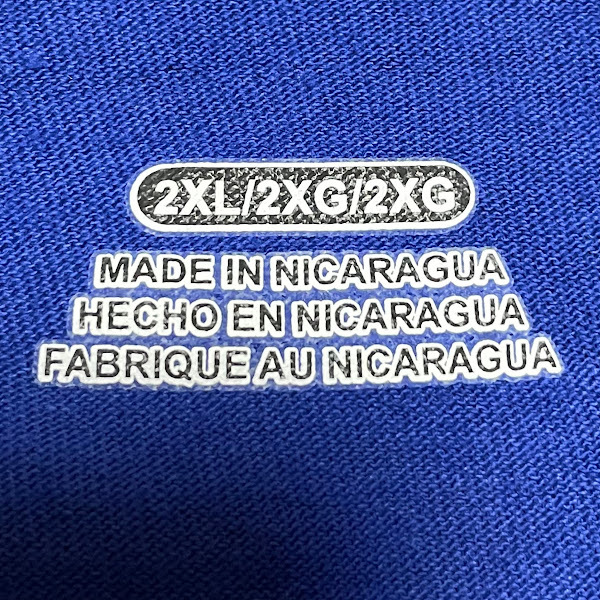 2XL/2XG/2XG
MADE IN NICARAGUA
HECHO EN NICARAGUA
FABRIQUE AU NICARAGUA